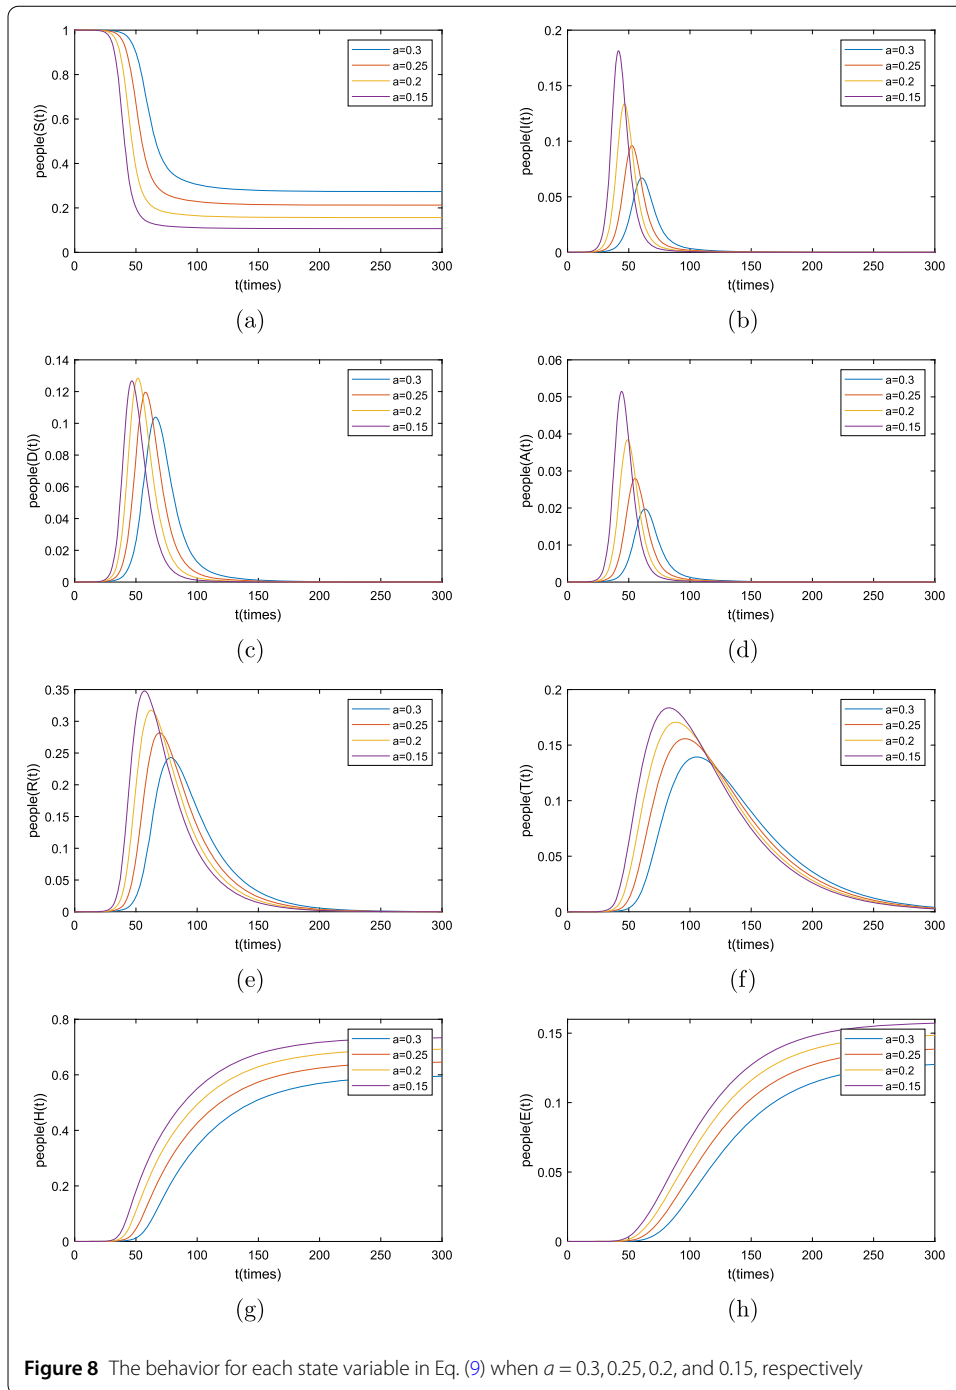 1
0.8
0.6
0.4
0.2
0
people(S(t))
a=0.3
a=0.25
a=0.2
a=0.15
0 50 100 150 200 250 300
t(times)
(a)
0.2
0.15
0.1
0.05
0
people(I(t))
a=0.3
a=0.25
a=0.2
a=0.15
0 50 100 150 200 250 300
t(times)
(b)
0.14
0.12
0.1
0.08
0.06
0.04
0.02
0
people(D(t))
a=0.3
a=0.25
a=0.2
a=0.15
0 50 100 150 200 250 300
t(times)
(c)
0.06
0.05
0.04
0.03
0.02
0.01
0
people(A(t))
a=0.3
a=0.25
a=0.2
a=0.15
0 50 100 150 200 250 300
t(times)
(d)
0.35
0.3
0.25
0.2
0.15
0.1
0.05
0
people(R(t))
a=0.3
a=0.25
a=0.2
a=0.15
0 50 100 150 200 250 300
t(times)
(e)
0.2
0.15
0.1
0.05
0
people(T(t))
a=0.3
a=0.25
a=0.2
a=0.15
0 50 100 150 200 250 300
t(times)
(f)
0.8
0.6
0.4
0.2
0
people(H(t))
a=0.3
a=0.25
a=0.2
a=0.15
0 50 100 150 200 250 300
t(times)
(g)
0.15
0.1
0.05
0
people(E(t))
a=0.3
a=0.25
a=0.2
a=0.15
0 50 100 150 200 250 300
t(times)
(h)
Figure 8 The behavior for each state variable in Eq. (9) when a = 0.3, 0.25, 0.2, and 0.15, respectively